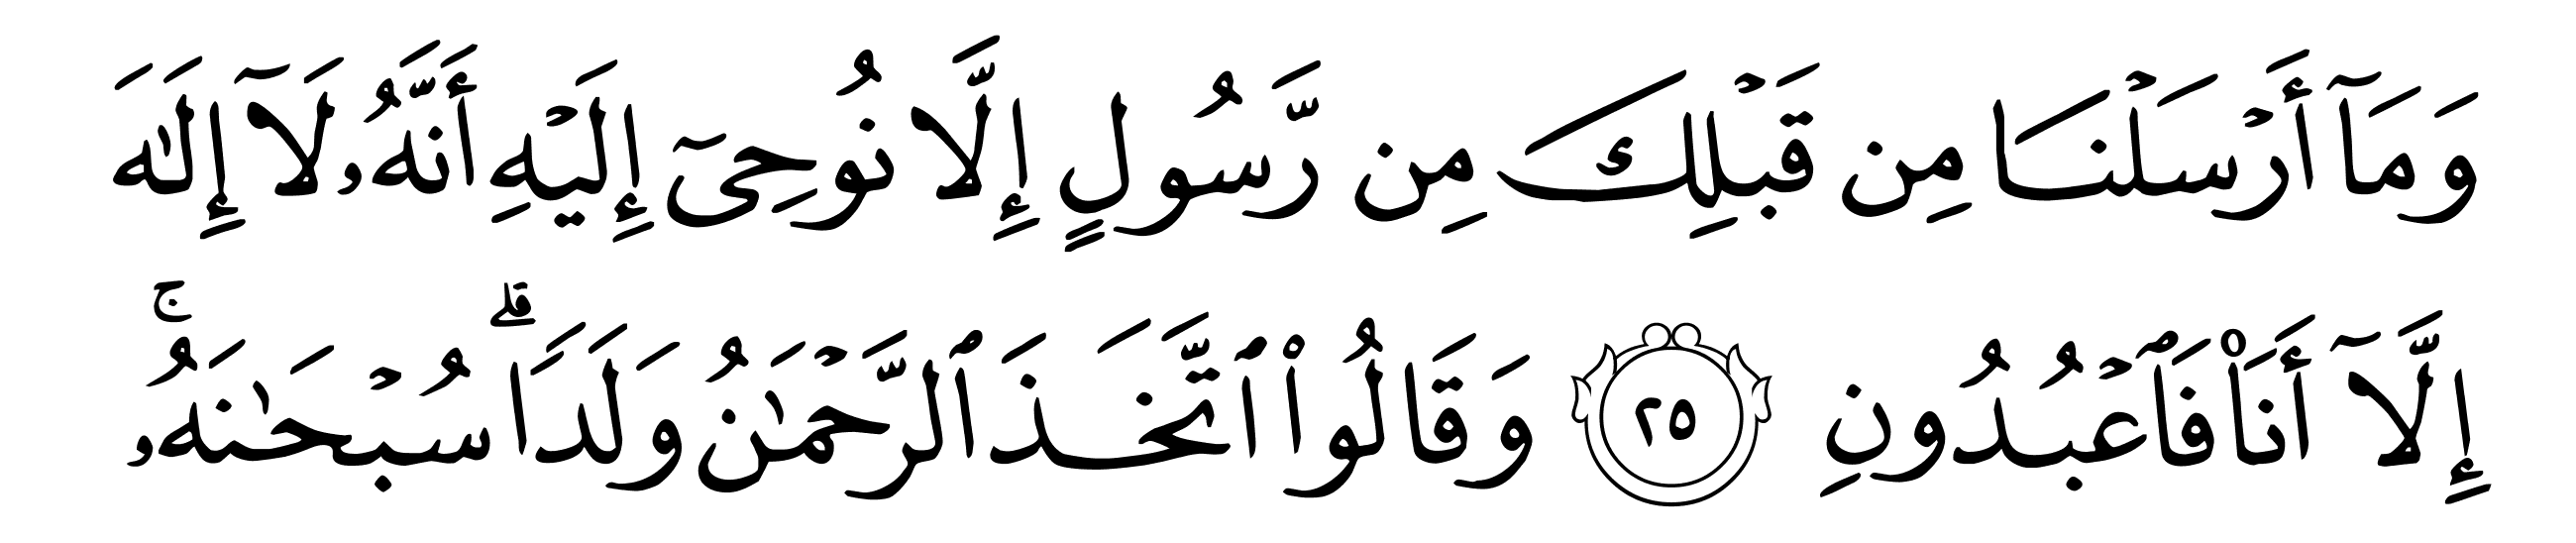 وَمَآ أَرۡسَلۡنَا مِن قَبۡلِكَ مِن رَّسُولٍ إِلَّا نُوحِيٓ إِلَيۡهِ أَنَّهُۥ لَآ إِلَٰهَ
إِلَّآ أَنَا۠ فَٱعۡبُدُونِ ٢٥ وَقَالُواْ ٱتَّخَذَ ٱلرَّحۡمَٰنُ وَلَدٗاۗ سُبۡحَٰنَهُۥۚ